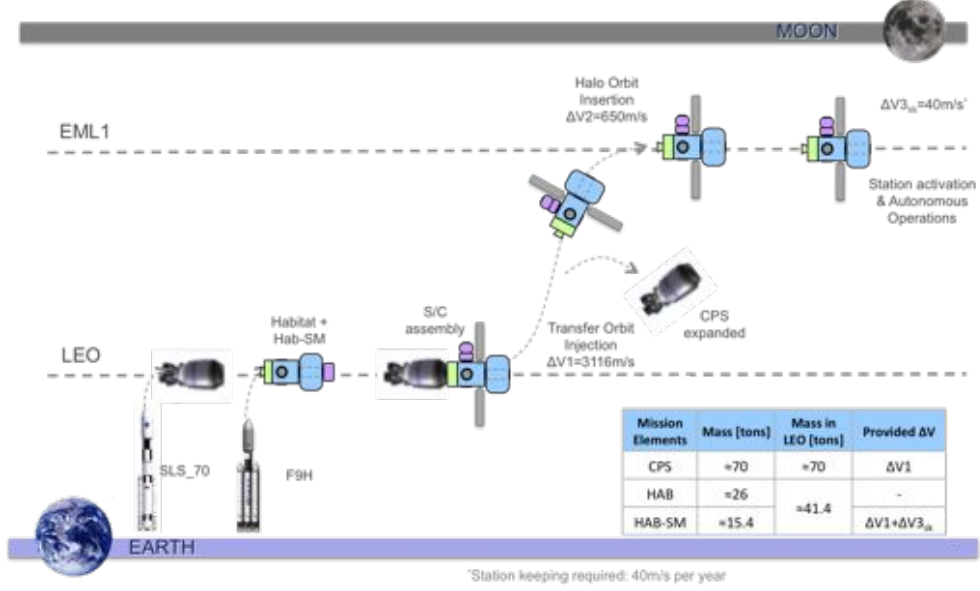 MOON
Halo Orbit
Insertion
ΔV2=650m/s
ΔV3sk=40m/s*
EML1
Station activation
& Autonomous
Operations
S/C
assembly
Habitat +
Hab-SM
CPS
expanded
Transfer Orbit
Injection
ΔV1=3116m/s
LEO
SLS_70
F9H
Mission Elements | Mass [tons] | Mass in LEO [tons] | Provided ΔV
CPS | ≈70 | ≈70 | ΔV1
HAB | ≈26 | ≈41.4 | -
HAB-SM | ≈15.4 | ΔV1+ΔV3sk
EARTH
*Station keeping required: 40m/s per year